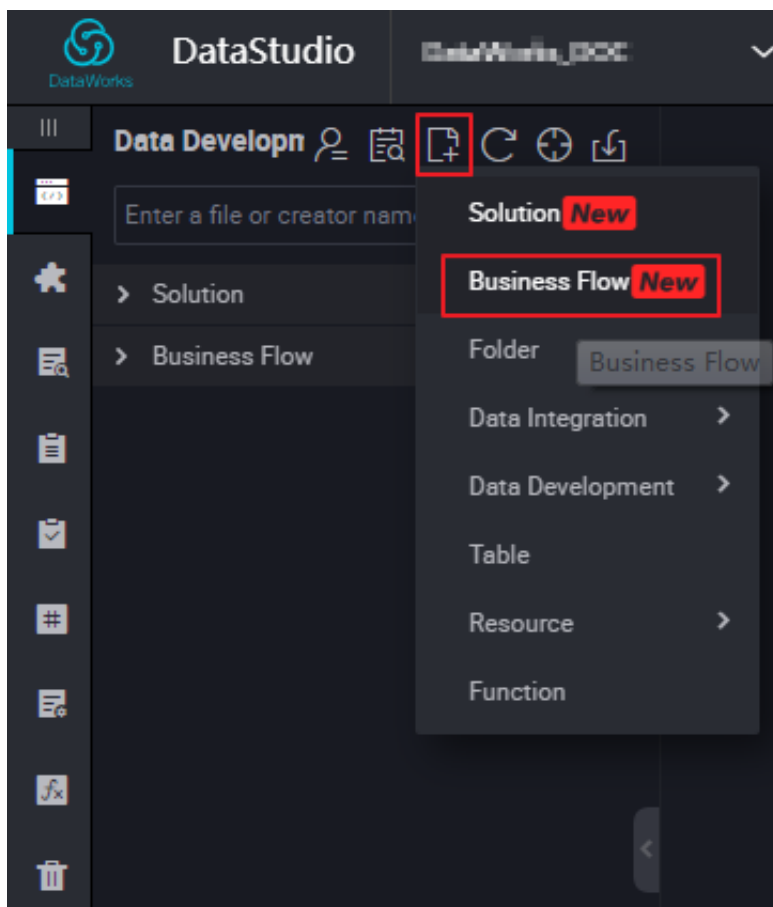 DataWorks
DataStudio
Data Developm
Enter a file or creator nam
Solution
Business Flow
Solution New
Business Flow New
Folder
Business Flow
Data Integration
Data Development
Table
Resource
Function